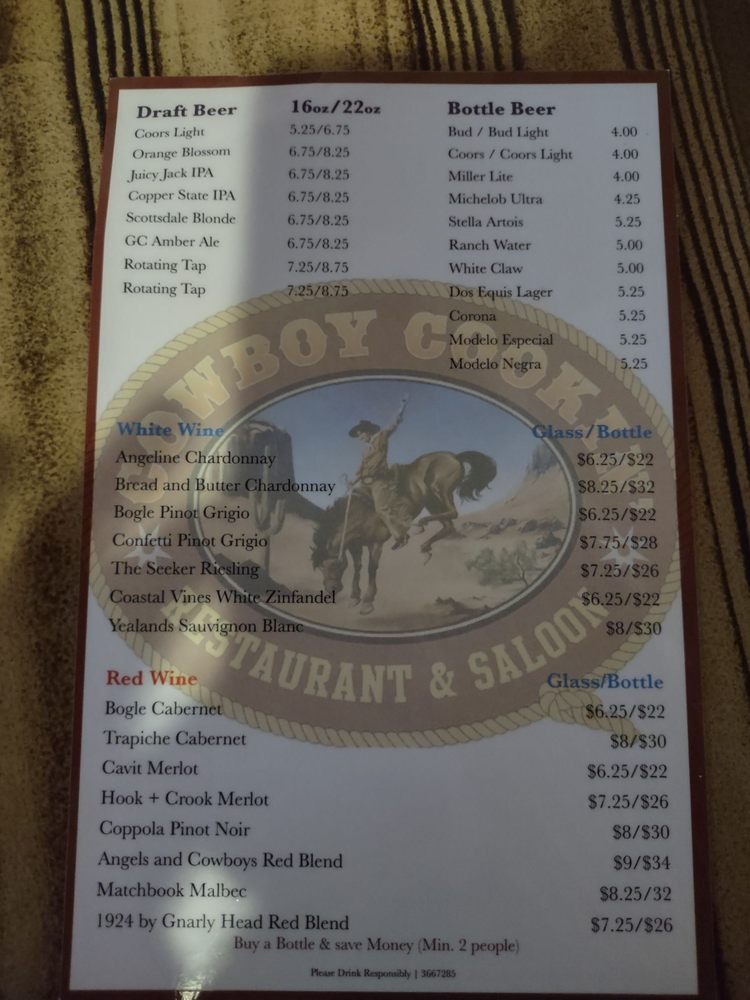 Draft Beer 16oz/22oz
Coors Light 5.25/6.75
Orange Blossom 6.75/8.25
Juicy Jack IPA 6.75/8.25
Copper State IPA 6.75/8.25
Scottsdale Blonde 6.75/8.25
GC Amber Ale 6.75/8.25
Rotating Tap 7.25/8.75
Rotating Tap 7.25/8.75
Bottle Beer
Bud / Bud Light 4.00
Coors / Coors Light 4.00
Miller Lite 4.00
Michelob Ultra 4.25
Stella Artois 5.25
Ranch Water 5.00
White Claw 5.00
Dos Equis Lager 5.25
Corona 5.25
Modelo Especial 5.25
Modelo Negra 5.25
COWBOY
White Wine Glass/Bottle
Angeline Chardonnay $6.25/$22
Bread and Butter Chardonnay $8.25/$32
Bogle Pinot Grigio $6.25/$22
Confetti Pinot Grigio $7.75/$28
The Seeker Riesling $7.25/$26
Coastal Vines White Zinfandel $6.25/$22
Yealands Sauvignon Blanc $8/$30
RESTAURANT & SALOON
Red Wine Glass/Bottle
Bogle Cabernet $6.25/$22
Trapiche Cabernet $8/$30
Cavit Merlot $6.25/$22
Hook + Crook Merlot $7.25/$26
Coppola Pinot Noir $8/$30
Angels and Cowboys Red Blend $9/$34
Matchbook Malbec $8.25/32
1924 by Gnarly Head Red Blend $7.25/$26
Buy a Bottle & save Money (Min. 2 people)
Please Drink Responsibly | 3667285